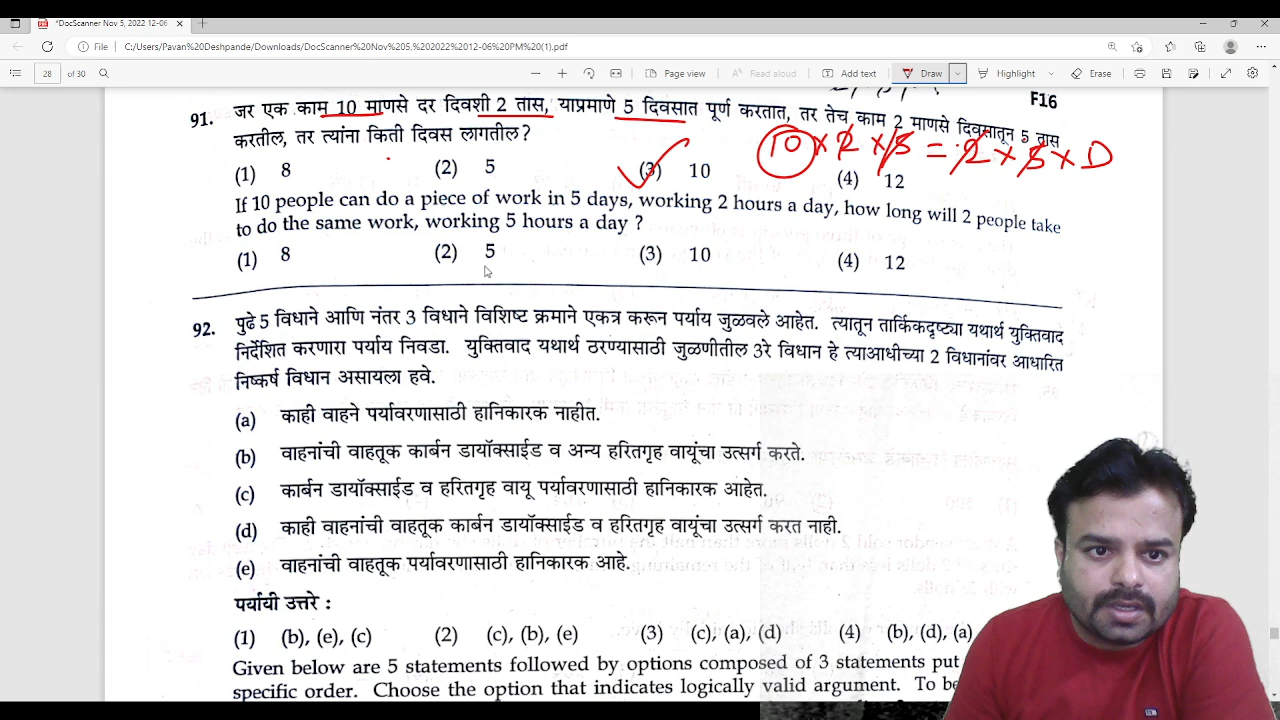 *DocScanner Nov 5, 2022 12-06
File
C:/Users/Pavan%20Deshpande/Downloads/DocScanner%20Nov%205,%202022%2012-06%20PM%20(1).pdf
28 of 30
Page view
Read aloud
Add text
Draw
Highlight
Erase
F16
91. जर एक काम 10 माणसे दर दिवशी 2 तास, याप्रमाणे 5 दिवसात पूर्ण करतात, तर तेच काम 2 माणसे दिवसातून 5 तास
करतील, तर त्यांना किती दिवस लागतील ?
10 × 2 × 5 = 2 × 5 × D
(1) 8 (2) 5 (3) 10 (4) 12
If 10 people can do a piece of work in 5 days, working 2 hours a day, how long will 2 people take
to do the same work, working 5 hours a day ?
(1) 8 (2) 5 (3) 10 (4) 12
92. पुढे 5 विधाने आणि नंतर 3 विधाने विशिष्ट क्रमाने एकत्र करून पर्याय जुळवले आहेत. त्यातून तार्किकदृष्ट्या यथार्थ युक्तिवाद
निर्देशित करणारा पर्याय निवडा. युक्तिवाद यथार्थ ठरण्यासाठी जुळणीतील 3रे विधान हे त्याआधीच्या 2 विधानांवर आधारित
निष्कर्ष विधान असायला हवे.
(a) काही वाहने पर्यावरणासाठी हानिकारक नाहीत.
(b) वाहनांची वाहतूक कार्बन डायॉक्साईड व अन्य हरितगृह वायूंचा उत्सर्ग करते.
(c) कार्बन डायॉक्साईड व हरितगृह वायू पर्यावरणासाठी हानिकारक आहेत.
(d) काही वाहनांची वाहतूक कार्बन डायॉक्साईड व हरितगृह वायूंचा उत्सर्ग करत नाही.
(e) वाहनांची वाहतूक पर्यावरणासाठी हानिकारक आहे.
पर्यायी उत्तरे :
(1) (b), (e), (c) (2) (c), (b), (e) (3) (c), (a), (d) (4) (b), (d), (a)
Given below are 5 statements followed by options composed of 3 statements put
specific order. Choose the option that indicates logically valid argument. To be